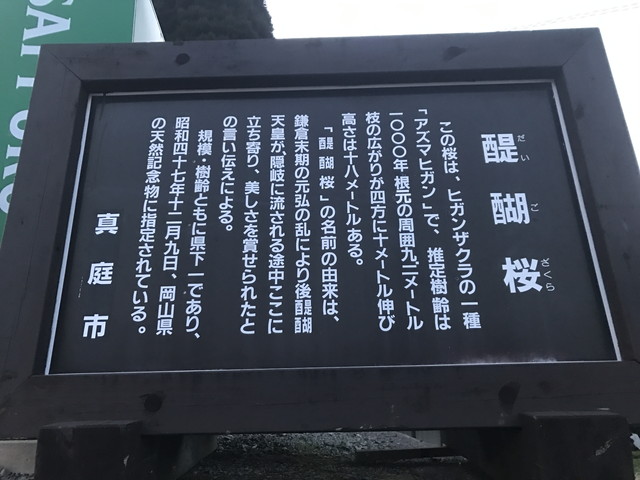 醍醐桜
だいござくら
この桜は、ヒガンザクラの一種
「アズマヒガン」で、推定樹齢は
一〇〇〇年 根元の周囲九・二メートル
枝の広がりが四方に十メートル伸び
高さは十八メートルある。
「醍醐桜」の名前の由来は、
鎌倉末期の元弘の乱により後醍醐
天皇が、隠岐に流される途中ここに
立ち寄り、美しさを賞せられたと
の言い伝えによる。
規模・樹齢ともに県下一であり、
昭和四十七年十二月九日、岡山県
の天然記念物に指定されている。
真庭市